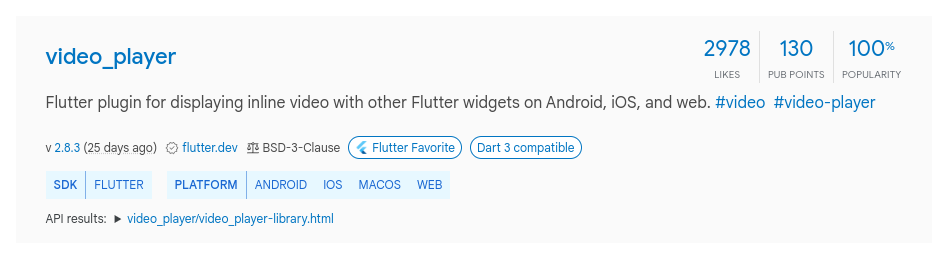 video_player
2978 130 100%
LIKES PUB POINTS POPULARITY
Flutter plugin for displaying inline video with other Flutter widgets on Android, iOS, and web. #video #video-player
v 2.8.3 (25 days ago) flutter.dev BSD-3-Clause Flutter Favorite Dart 3 compatible
SDK FLUTTER PLATFORM ANDROID IOS MACOS WEB
API results: ▶ video_player/video_player-library.html